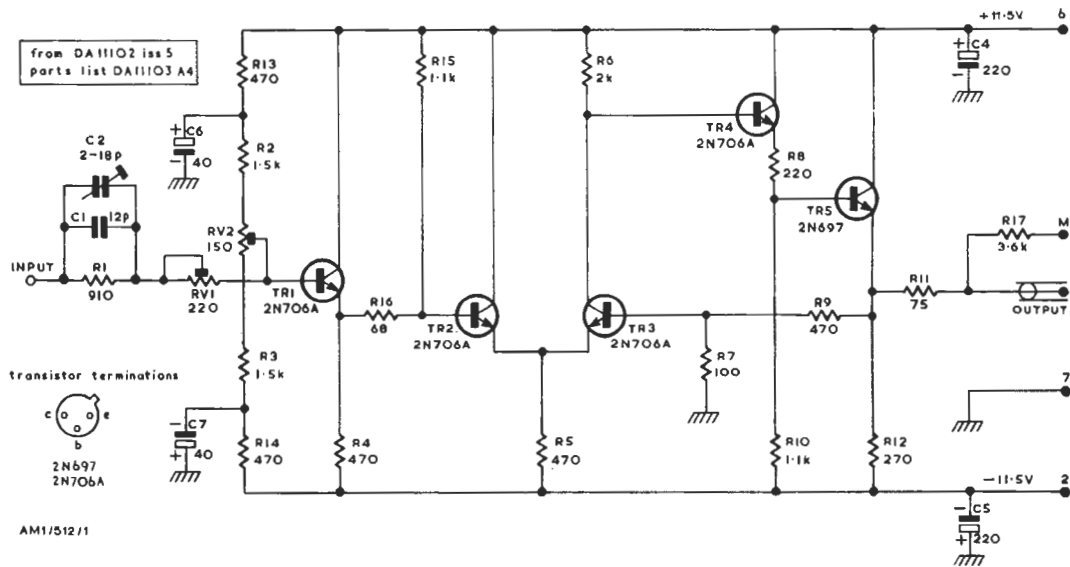 from DA11102 iss 5
parts list DA11103 A4
+11·5V
6
R13
470
R15
1·1k
R6
2k
+
C4
-
220
C2
2-18p
+
C6
-
40
R2
1·5k
TR4
2N706A
R8
220
C1
12p
RV2
150
TR5
2N697
R17
3·6k
M
INPUT
R1
910
RV1
220
TR1
2N706A
R16
68
TR2
2N706A
TR3
2N706A
R9
470
R11
75
OUTPUT
R3
1·5k
R7
100
transistor terminations
c
e
b
2N697
2N706A
7
-
C7
+
40
R14
470
R4
470
R5
470
R10
1·1k
R12
270
-11·5V
2
-
C5
+
220
AM1/512/1